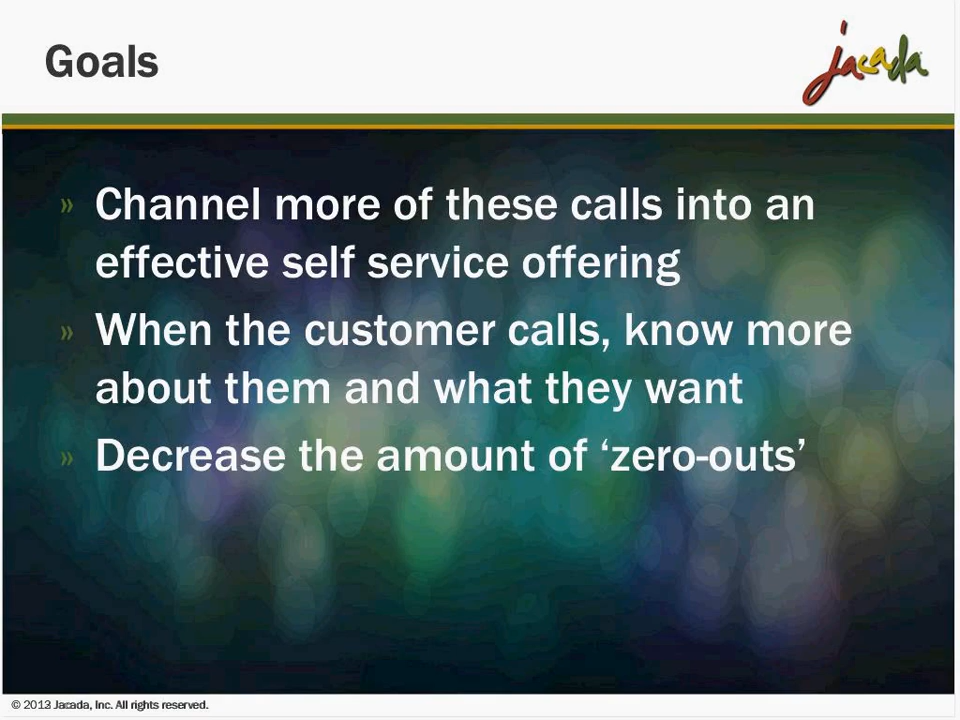 Goals
jacada
» Channel more of these calls into an
effective self service offering
» When the customer calls, know more
about them and what they want
» Decrease the amount of ‘zero-outs’
© 2013 Jacada, Inc. All rights reserved.